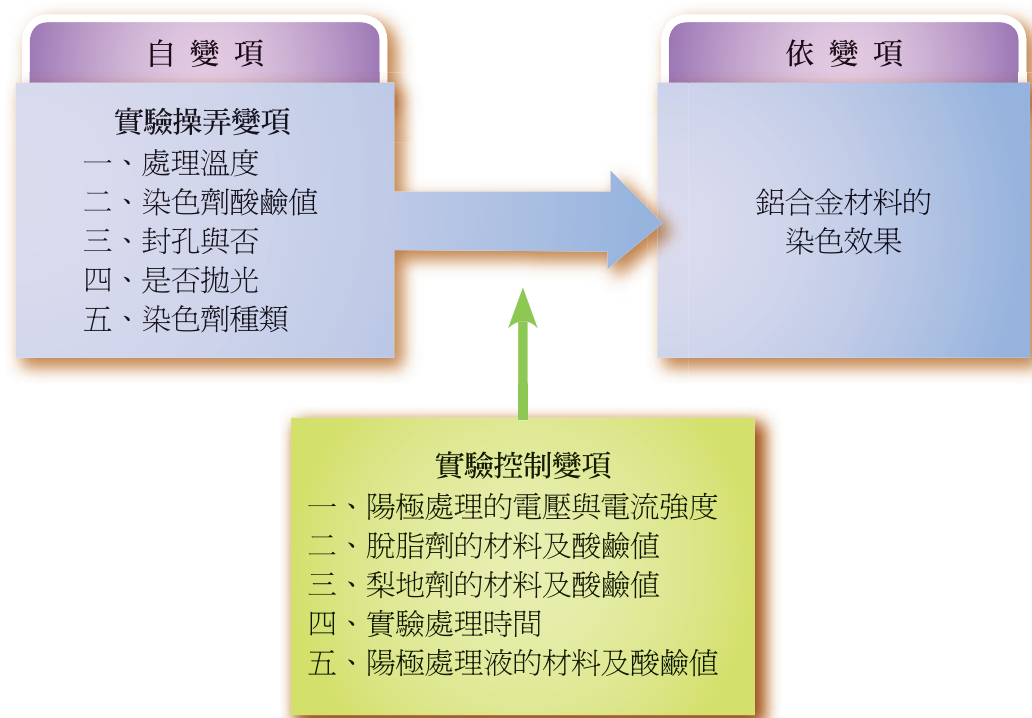 自變項
實驗操弄變項
一、處理溫度
二、染色劑酸鹼值
三、封孔與否
四、是否拋光
五、染色劑種類
依變項
鋁合金材料的
染色效果
實驗控制變項
一、陽極處理的電壓與電流強度
二、脫脂劑的材料及酸鹼值
三、梨地劑的材料及酸鹼值
四、實驗處理時間
五、陽極處理液的材料及酸鹼值